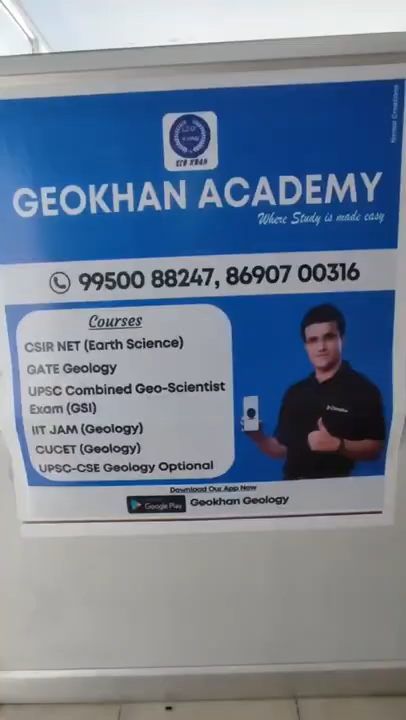 GEO KHAN
GEOKHAN ACADEMY
Where Study is made easy
99500 88247, 86907 00316
Courses
CSIR NET (Earth Science)
GATE Geology
UPSC Combined Geo-Scientist
Exam (GSI)
IIT JAM (Geology)
CUCET (Geology)
UPSC-CSE Geology Optional
Download Our App Now
Google Play Geokhan Geology